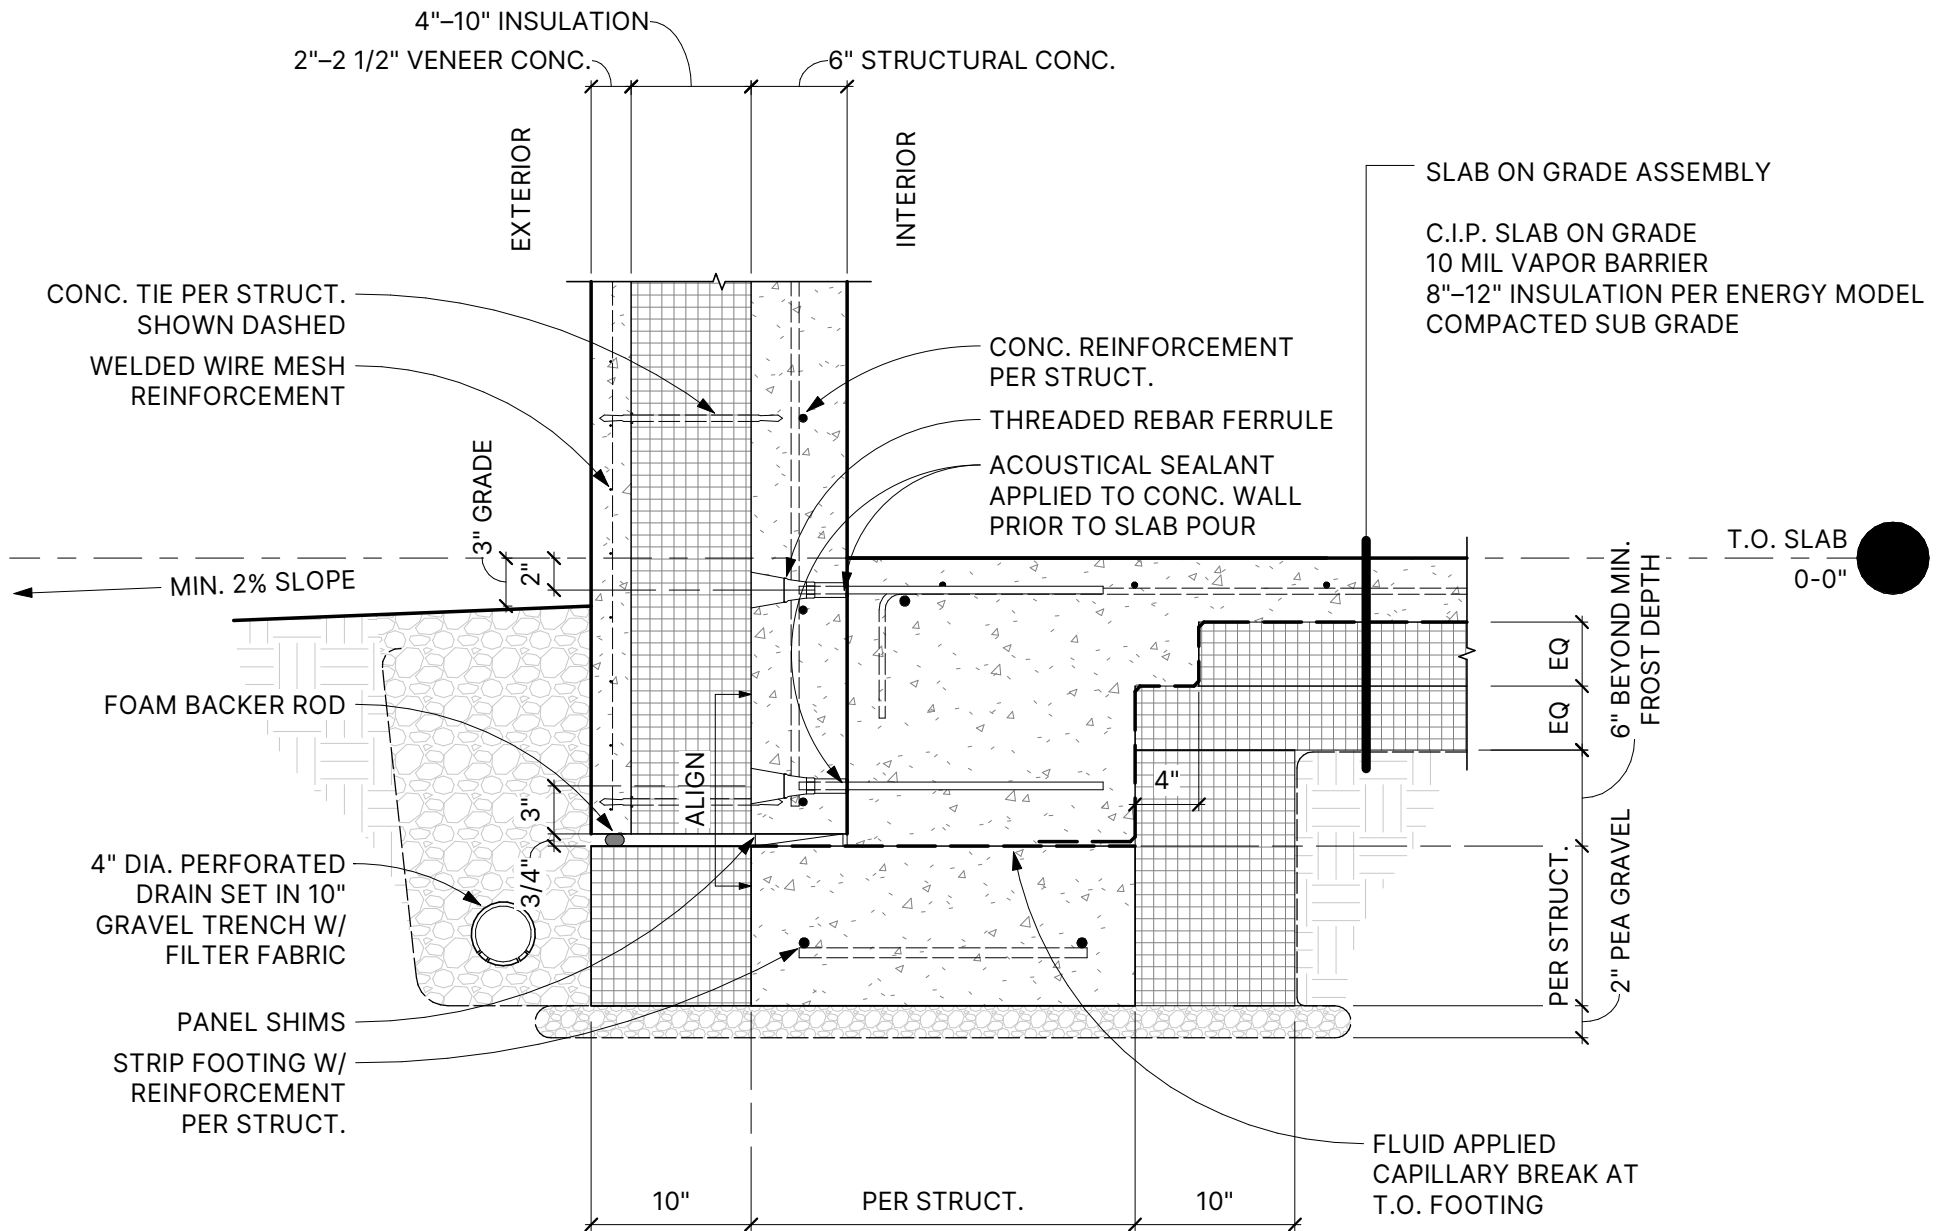 4"–10" INSULATION
2"–2 1/2" VENEER CONC.
6" STRUCTURAL CONC.
EXTERIOR
INTERIOR
SLAB ON GRADE ASSEMBLY
C.I.P. SLAB ON GRADE
10 MIL VAPOR BARRIER
8"–12" INSULATION PER ENERGY MODEL
COMPACTED SUB GRADE
CONC. TIE PER STRUCT.
SHOWN DASHED
WELDED WIRE MESH
REINFORCEMENT
CONC. REINFORCEMENT
PER STRUCT.
THREADED REBAR FERRULE
ACOUSTICAL SEALANT
APPLIED TO CONC. WALL
PRIOR TO SLAB POUR
3" GRADE
2"
MIN. 2% SLOPE
T.O. SLAB
0-0"
6" BEYOND MIN.
FROST DEPTH
EQ
EQ
FOAM BACKER ROD
ALIGN
4"
3"
3/4"
4" DIA. PERFORATED
DRAIN SET IN 10"
GRAVEL TRENCH W/
FILTER FABRIC
PER STRUCT.
2" PEA GRAVEL
PANEL SHIMS
STRIP FOOTING W/
REINFORCEMENT
PER STRUCT.
FLUID APPLIED
CAPILLARY BREAK AT
T.O. FOOTING
10"
PER STRUCT.
10"